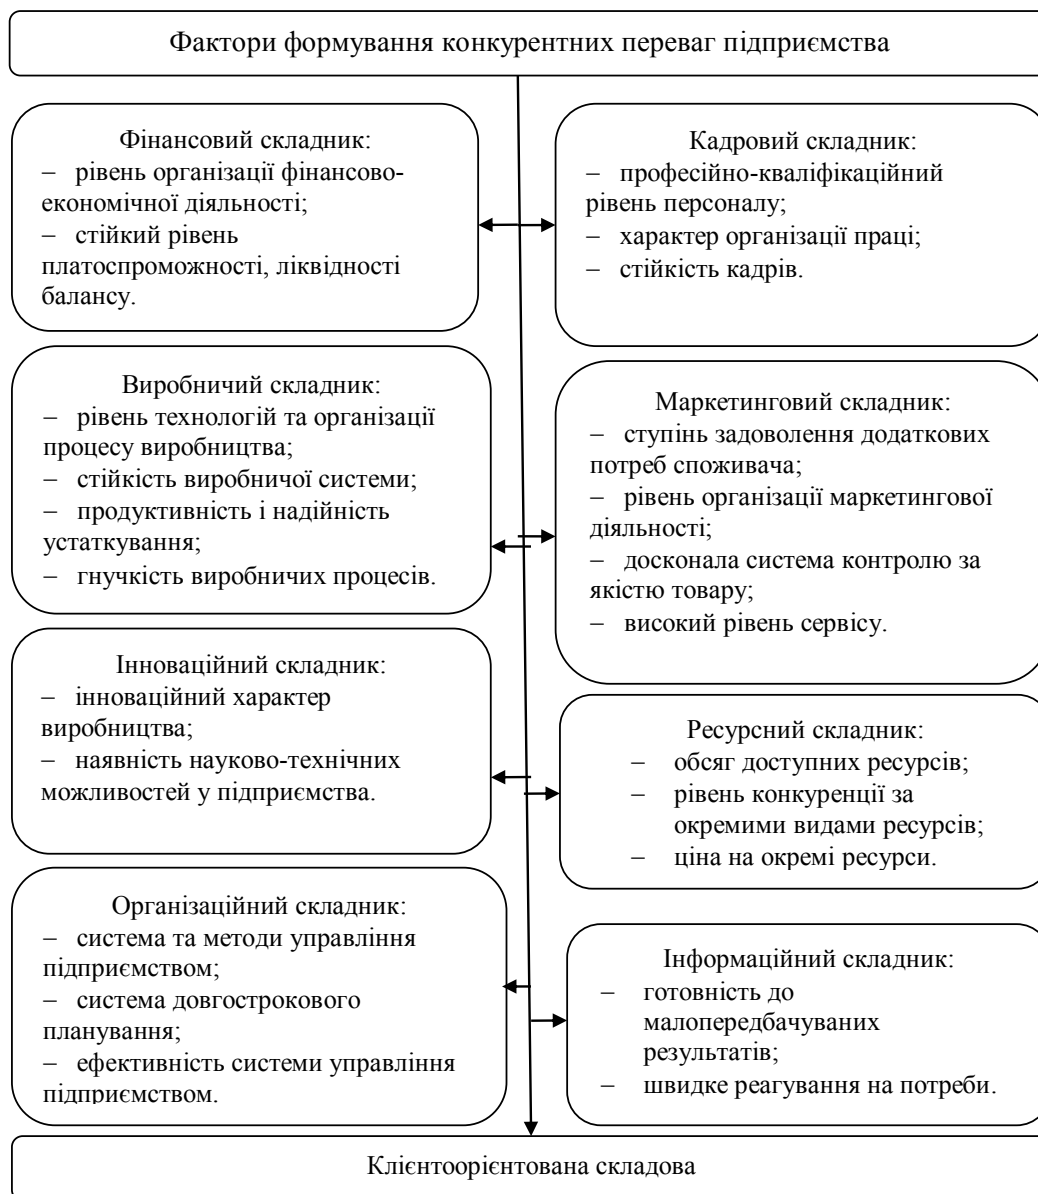 Фактори формування конкурентних переваг підприємства
Фінансовий складник:
– рівень організації фінансово-
економічної діяльності;
– стійкий рівень
платоспроможності, ліквідності
балансу.
Кадровий складник:
– професійно-кваліфікаційний
рівень персоналу;
– характер організації праці;
– стійкість кадрів.
Виробничий складник:
– рівень технологій та організації
процесу виробництва;
– стійкість виробничої системи;
– продуктивність і надійність
устаткування;
– гнучкість виробничих процесів.
Маркетинговий складник:
– ступінь задоволення додаткових
потреб споживача;
– рівень організації маркетингової
діяльності;
– досконала система контролю за
якістю товару;
– високий рівень сервісу.
Інноваційний складник:
– інноваційний характер
виробництва;
– наявність науково-технічних
можливостей у підприємства.
Ресурсний складник:
– обсяг доступних ресурсів;
– рівень конкуренції за
окремими видами ресурсів;
– ціна на окремі ресурси.
Організаційний складник:
– система та методи управління
підприємством;
– система довгострокового
планування;
– ефективність системи управління
підприємством.
Інформаційний складник:
– готовність до
малопередбачуваних
результатів;
– швидке реагування на потреби.
Клієнтоорієнтована складова